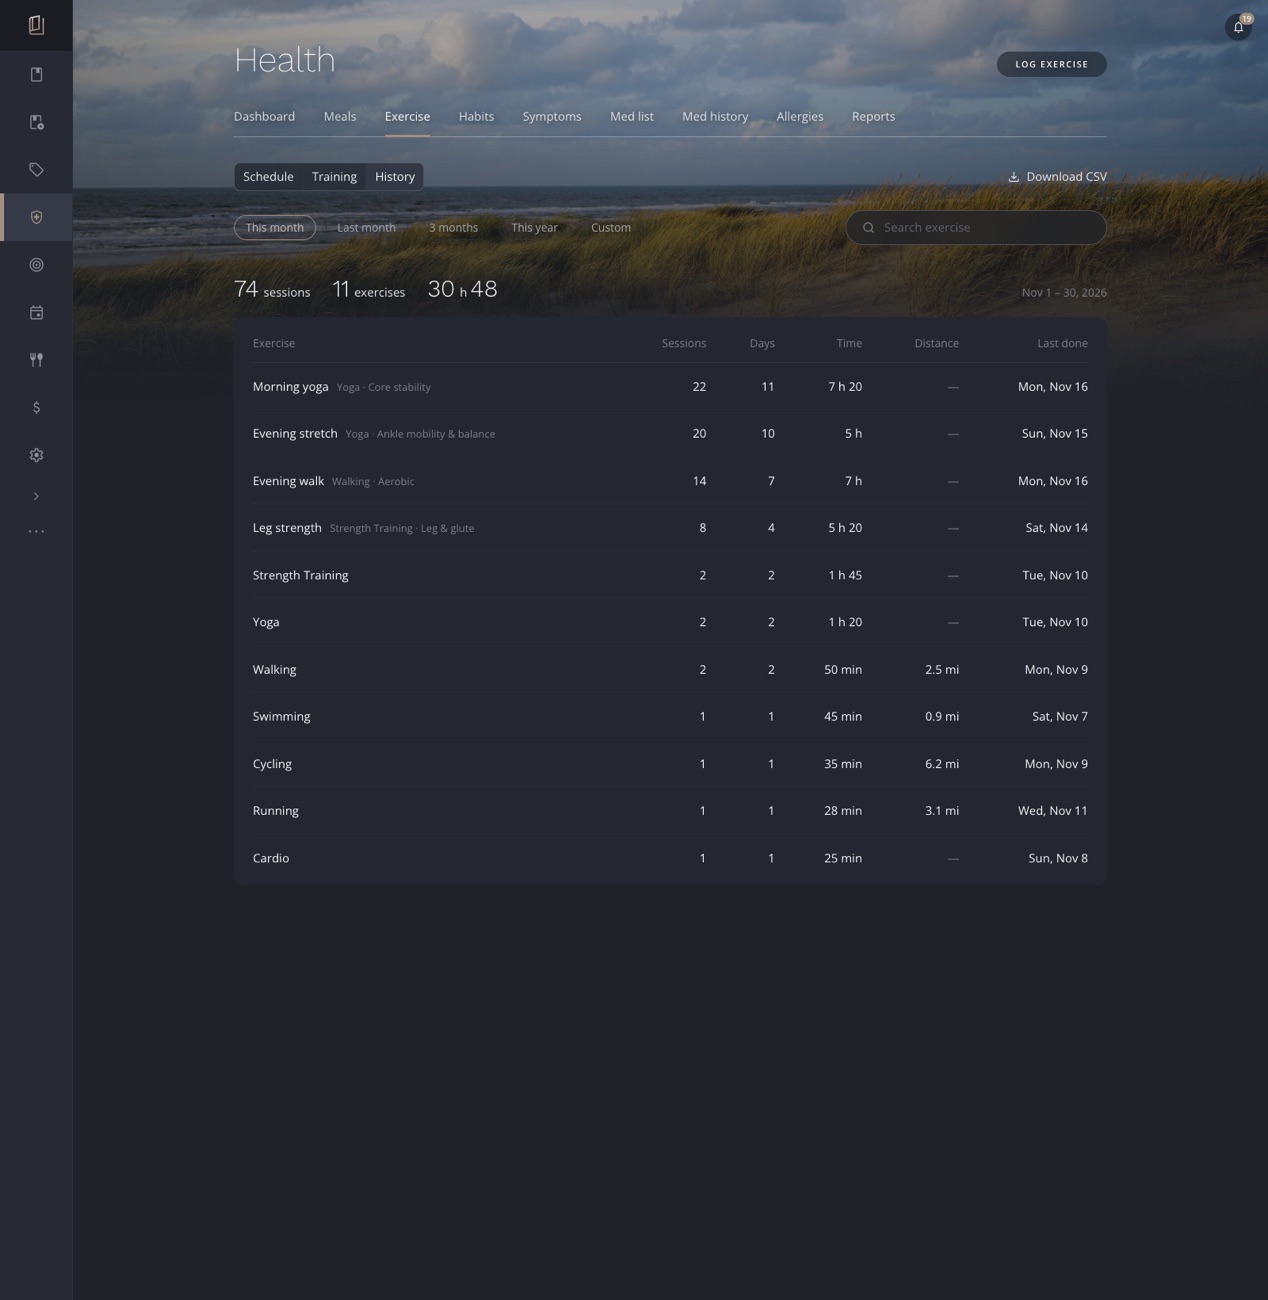 19
Health
LOG EXERCISE
Dashboard Meals Exercise Habits Symptoms Med list Med history Allergies Reports
Schedule Training History
Download CSV
This month Last month 3 months This year Custom
Search exercise
74 sessions 11 exercises 30 h 48
Nov 1 – 30, 2026
Exercise Sessions Days Time Distance Last done
Morning yoga Yoga · Core stability 22 11 7 h 20 — Mon, Nov 16
Evening stretch Yoga · Ankle mobility & balance 20 10 5 h — Sun, Nov 15
Evening walk Walking · Aerobic 14 7 7 h — Mon, Nov 16
Leg strength Strength Training · Leg & glute 8 4 5 h 20 — Sat, Nov 14
Strength Training 2 2 1 h 45 — Tue, Nov 10
Yoga 2 2 1 h 20 — Tue, Nov 10
Walking 2 2 50 min 2.5 mi Mon, Nov 9
Swimming 1 1 45 min 0.9 mi Sat, Nov 7
Cycling 1 1 35 min 6.2 mi Mon, Nov 9
Running 1 1 28 min 3.1 mi Wed, Nov 11
Cardio 1 1 25 min — Sun, Nov 8